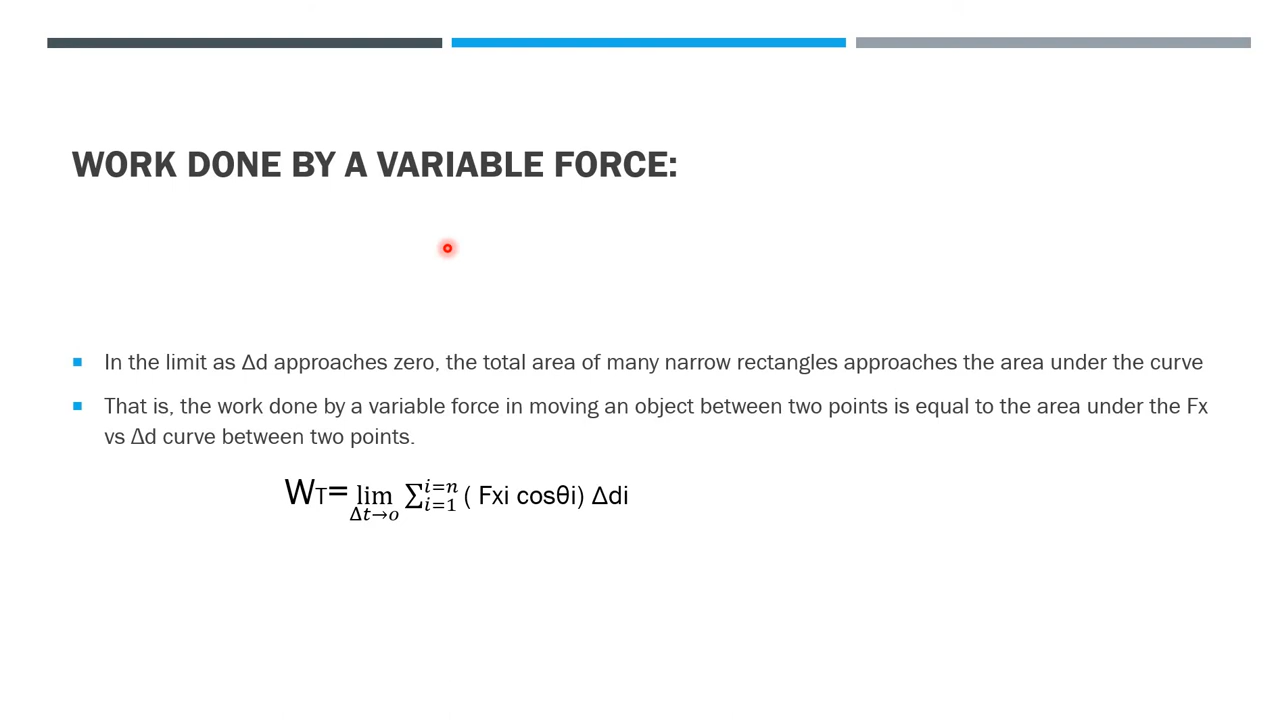 WORK DONE BY A VARIABLE FORCE:
In the limit as Δd approaches zero, the total area of many narrow rectangles approaches the area under the curve
That is, the work done by a variable force in moving an object between two points is equal to the area under the Fx
vs Δd curve between two points.
WT= lim Δt→o ∑ i=1 i=n ( Fxi cosθi) Δdi